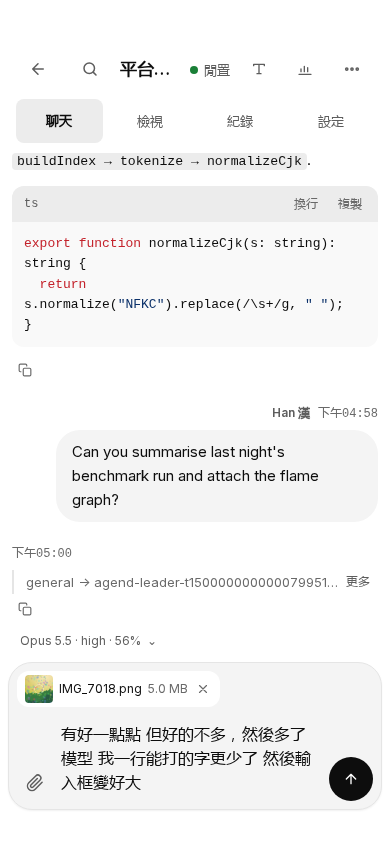 平台… 閒置
聊天 檢視 紀錄 設定
buildIndex → tokenize → normalizeCjk.
ts 換行 複製
export function normalizeCjk(s: string):
string {
return
s.normalize("NFKC").replace(/\s+/g, " ");
}
Han 漢 下午04:58
Can you summarise last night's
benchmark run and attach the flame
graph?
下午05:00
general → agend-leader-t150000000000079951… 更多
Opus 5.5 · high · 56%
IMG_7018.png 5.0 MB
有好一點點 但好的不多，然後多了
模型 我一行能打的字更少了 然後輸
入框變好大